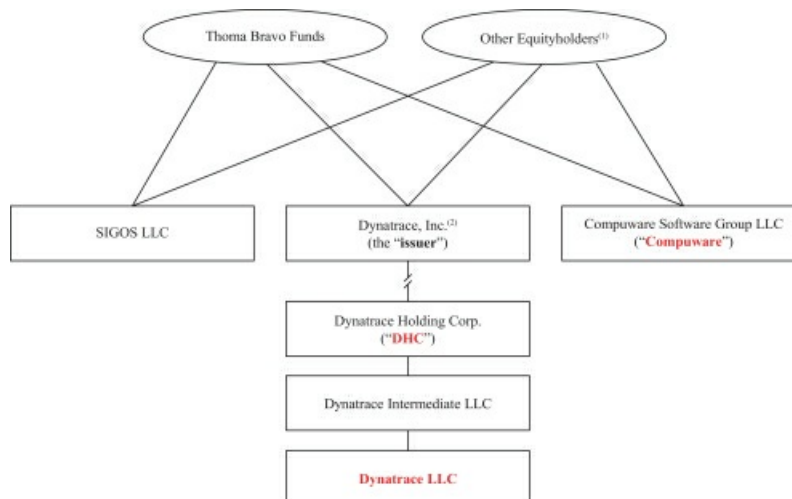 Thoma Bravo Funds
Other Equityholders(1)
SIGOS LLC
Dynatrace, Inc.(2)
(the “issuer”)
Compuware Software Group LLC
(“Compuware”)
Dynatrace Holding Corp.
(“DHC”)
Dynatrace Intermediate LLC
Dynatrace LLC